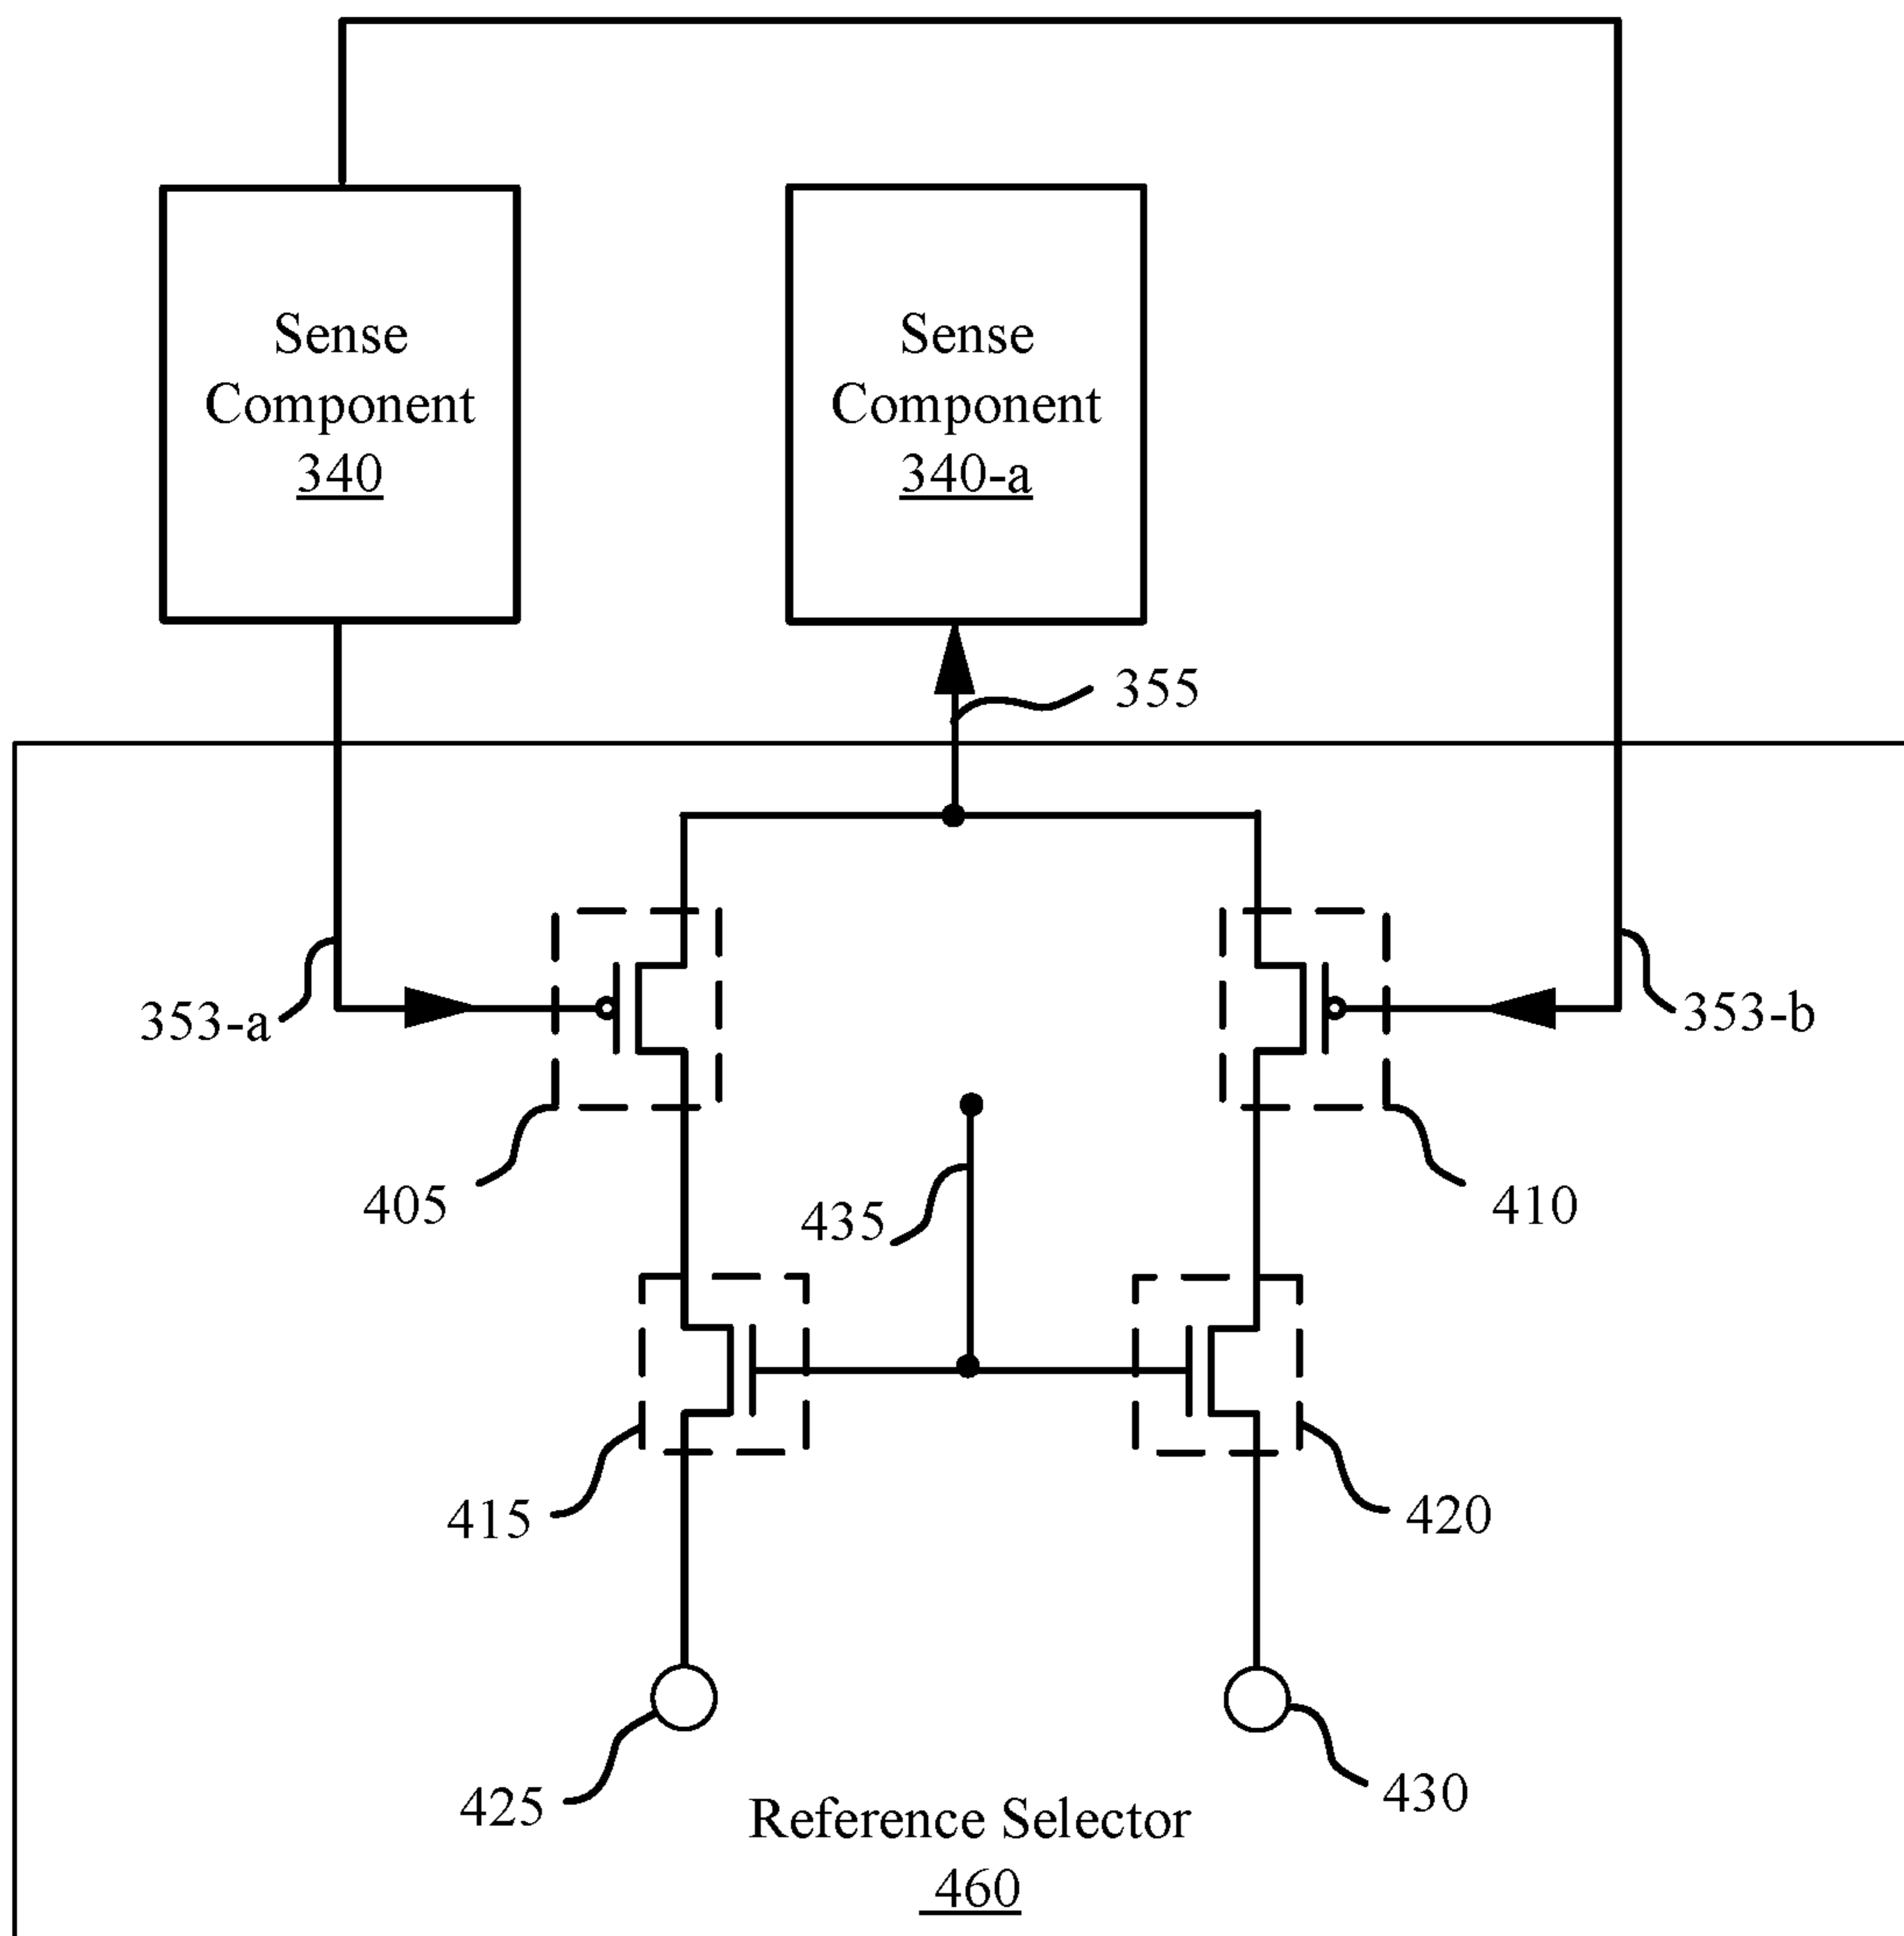 Sense
Component
340
Sense
Component
340-a
355
353-a
353-b
405
435
410
415
420
425
430
Reference Selector
460